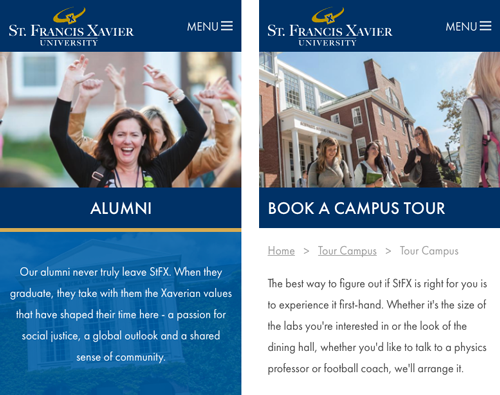 St. Francis Xavier
UNIVERSITY
MENU
ALUMNI
Our alumni never truly leave StFX. When they
graduate, they take with them the Xaverian values
that have shaped their time here - a passion for
social justice, a global outlook and a shared
sense of community.
St. Francis Xavier
UNIVERSITY
MENU
BOOK A CAMPUS TOUR
Home > Tour Campus > Tour Campus
The best way to figure out if StFX is right for you is
to experience it first-hand. Whether it's the size of
the labs you're interested in or the look of the
dining hall, whether you'd like to talk to a physics
professor or football coach, we'll arrange it.